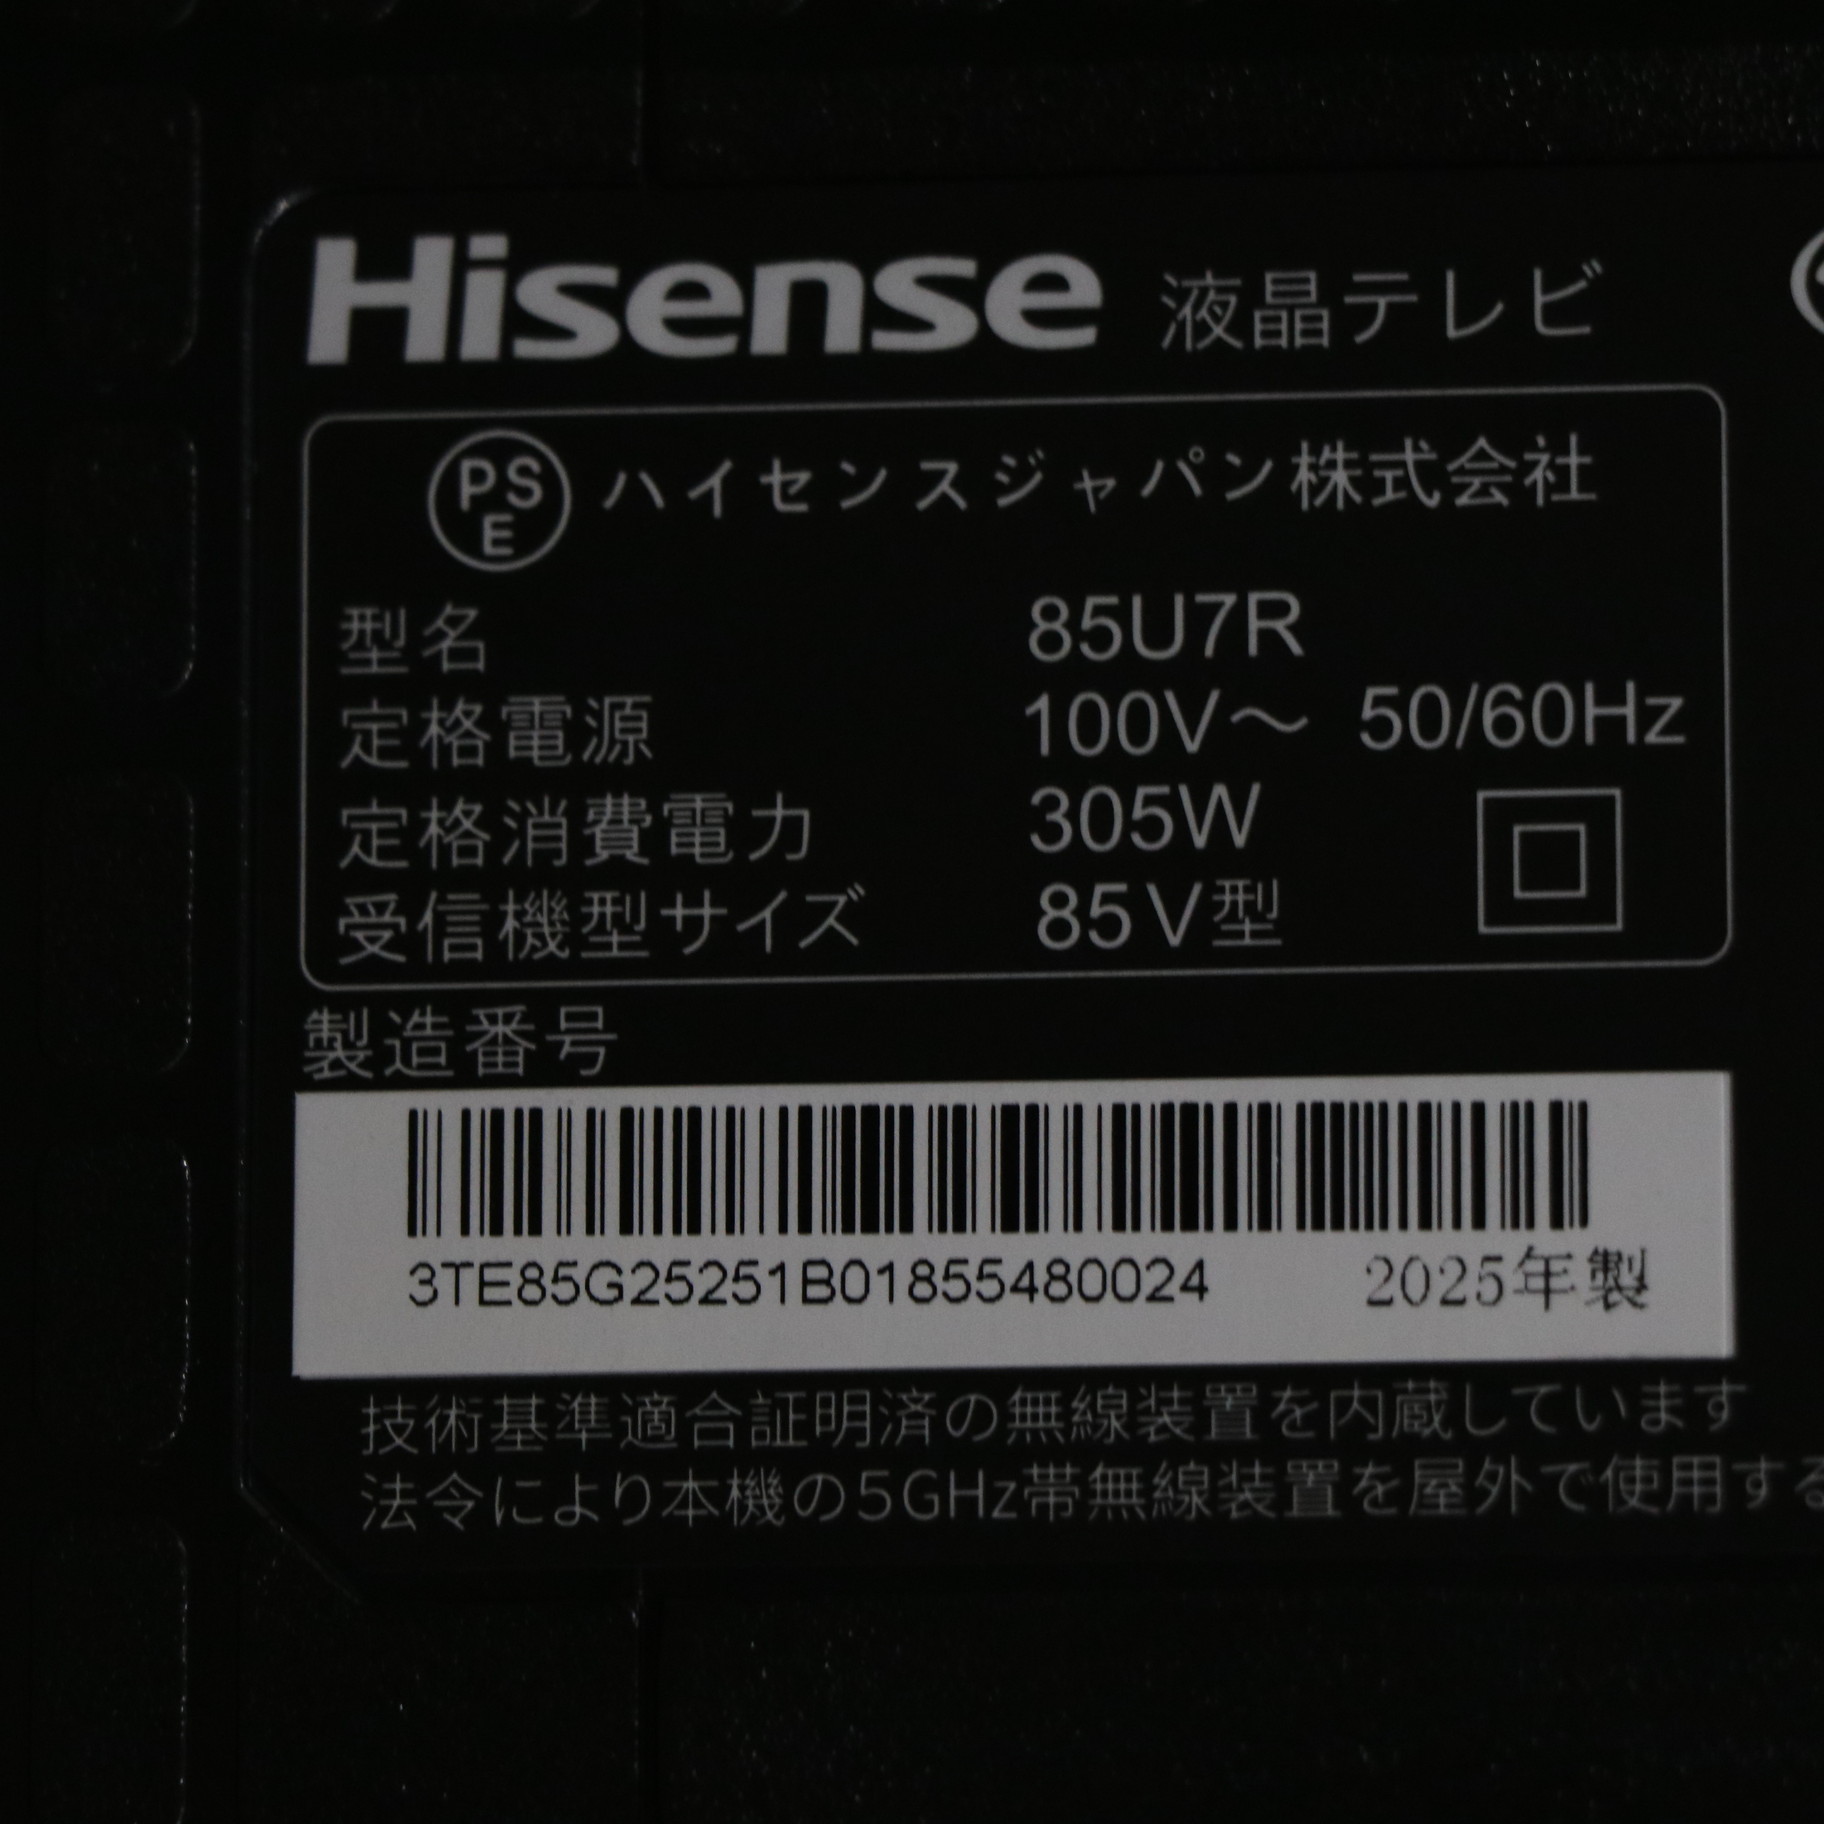 Hisense 液晶テレビ
PSE ハイセンスジャパン株式会社
型名 85U7R
定格電源 100V～ 50/60Hz
定格消費電力 305W
受信機型サイズ 85V型
製造番号
3TE85G25251B01855480024 2025年製
技術基準適合証明済の無線装置を内蔵しています
法令により本機の5GHz帯無線装置を屋外で使用する